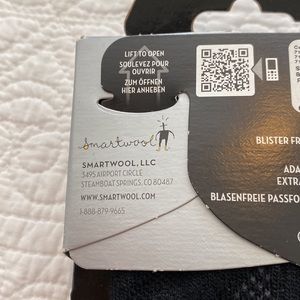 LIFT TO OPEN
SOULEVEZ POUR
OUVRIR
ZUM ÖFFNEN
HIER ANHEBEN
smartwool
SMARTWOOL, LLC
3495 AIRPORT CIRCLE
STEAMBOAT SPRINGS, CO 80487
WWW.SMARTWOOL.COM
1-888-879-9665
BLISTER FR
ADA
EXTRA
BLASENFREIE PASSFO